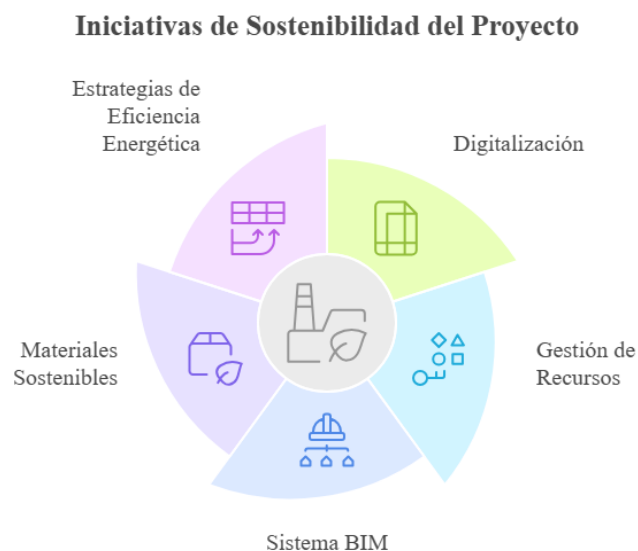 Iniciativas de Sostenibilidad del Proyecto
Estrategias de
Eficiencia
Energética
Digitalización
Materiales
Sostenibles
Gestión de
Recursos
Sistema BIM